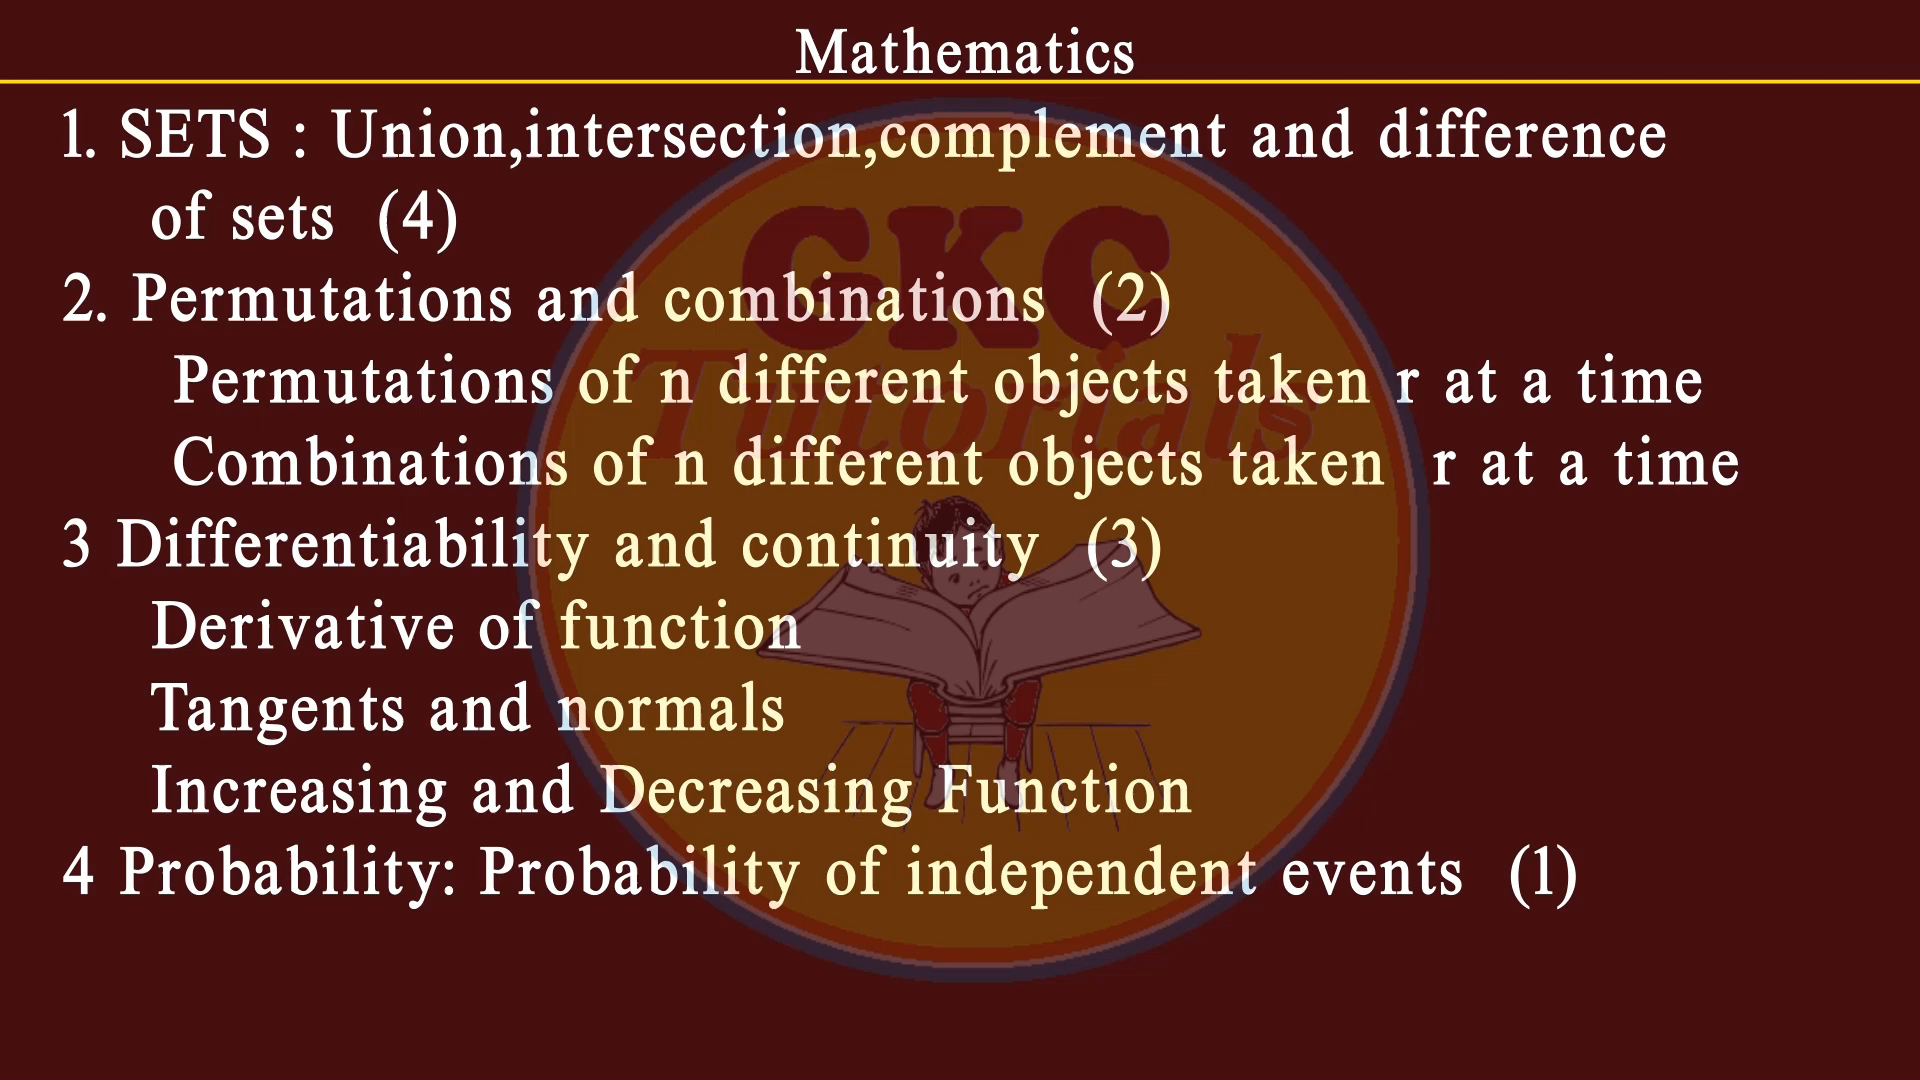 Mathematics
1. SETS : Union,intersection,complement and difference
of sets (4)
2. Permutations and combinations (2)
Permutations of n different objects taken r at a time
Combinations of n different objects taken r at a time
3 Differentiability and continuity (3)
Derivative of function
Tangents and normals
Increasing and Decreasing Function
4 Probability: Probability of independent events (1)
GKC
Tutorials